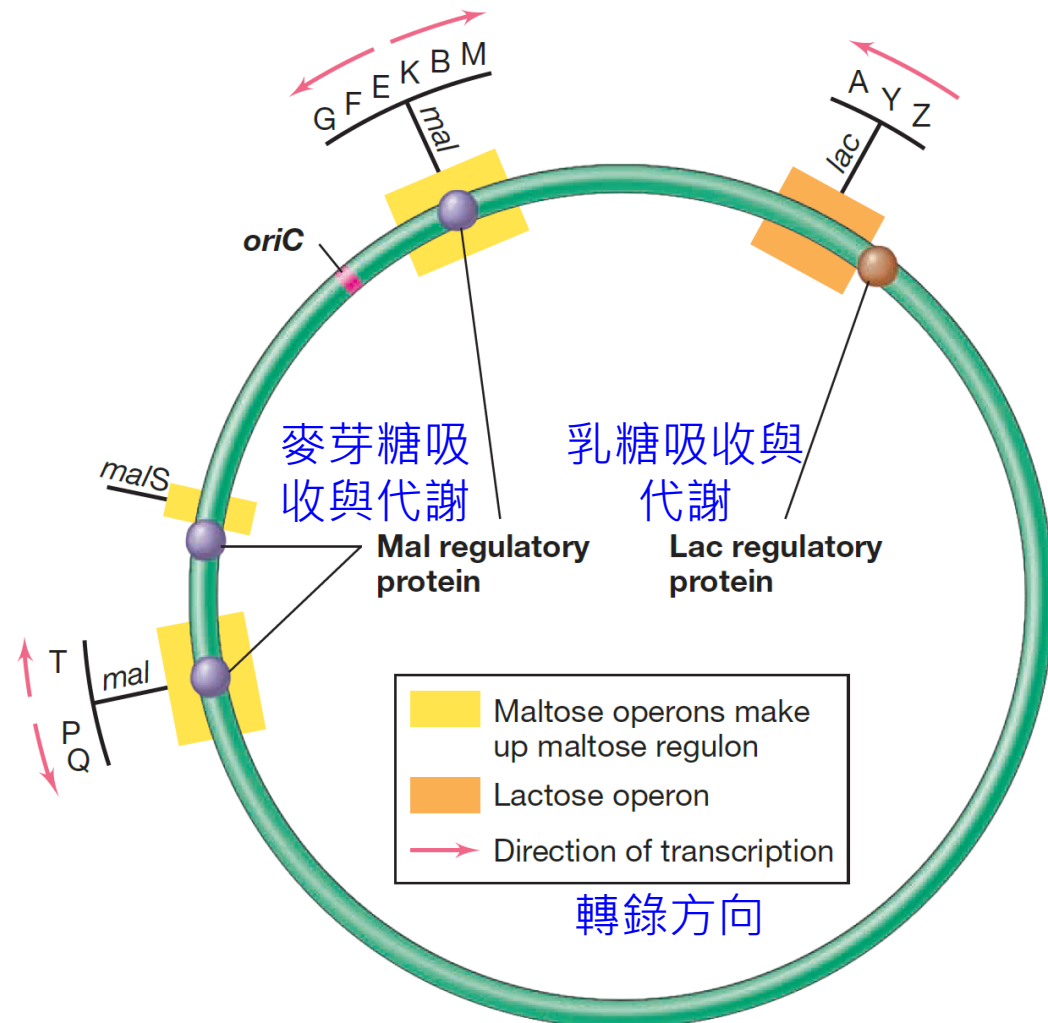 G F E K B M
mal
A Y Z
lac
oriC
麥芽糖吸
收與代謝
乳糖吸收與
代謝
malS
Mal regulatory
protein
Lac regulatory
protein
T
mal
P
Q
Maltose operons make
up maltose regulon
Lactose operon
Direction of transcription
轉錄方向